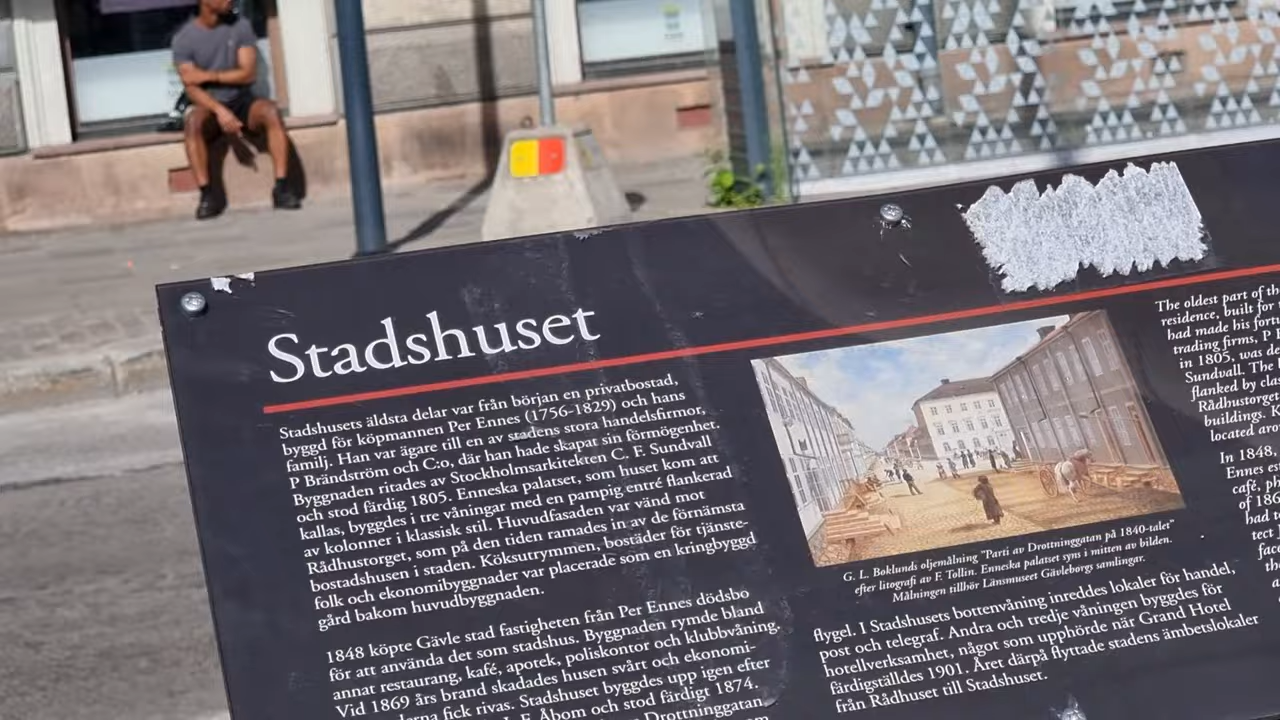 Stadshuset
Stadshusets äldsta delar var från början en privatbostad,
byggd för köpmannen Per Ennes (1756-1829) och hans
familj. Han var ägare till en av stadens stora handelsfirmor,
P Brändström och C:o, där han hade skapat sin förmögenhet.
Byggnaden ritades av Stockholmsarkitekten C. F. Sundvall
och stod färdig 1805. Enneska palatset, som huset kom att
kallas, byggdes i tre våningar med en pampig entré flankerad
av kolonner i klassisk stil. Huvudfasaden var vänd mot
Rådhustorget, som på den tiden ramades in av de förnämsta
bostadshusen i staden. Köksutrymmen, bostäder för tjänste-
folk och ekonomibyggnader var placerade som en kringbyggd
gård bakom huvudbyggnaden.
1848 köpte Gävle stad fastigheten från Per Ennes dödsbo
för att använda det som stadshus. Byggnaden rymde bland
annat restaurang, kafé, apotek, poliskontor och klubbvåning.
Vid 1869 års brand skadades husen svårt och ekonomi-
fick rivas. Stadshuset byggdes upp igen efter
F. Åbom och stod färdigt 1874.
Drottninggatan
som
G. L. Boklunds oljemålning "Parti av Drottninggatan på 1840-talet"
efter litografi av F. Tollin. Enneska palatset syns i mitten av bilden.
Målningen tillhör Länsmuseet Gävleborgs samlingar.
flygel. I Stadshusets bottenvåning inreddes lokaler för handel,
post och telegraf. Andra och tredje våningen byggdes för
hotellverksamhet, något som upphörde när Grand Hotel
färdigställdes 1901. Året därpå flyttade stadens ämbetslokaler
från Rådhuset till Stadshuset.
The oldest part of the
residence, built for
had made his forti
trading firms, P
in 1805, was de
Sundvall. The
flanked by cla
Rådhustorget
buildings. K
located aro
In 1848,
Ennes es
café, ph
of 186
had t
tect
fac
th
a